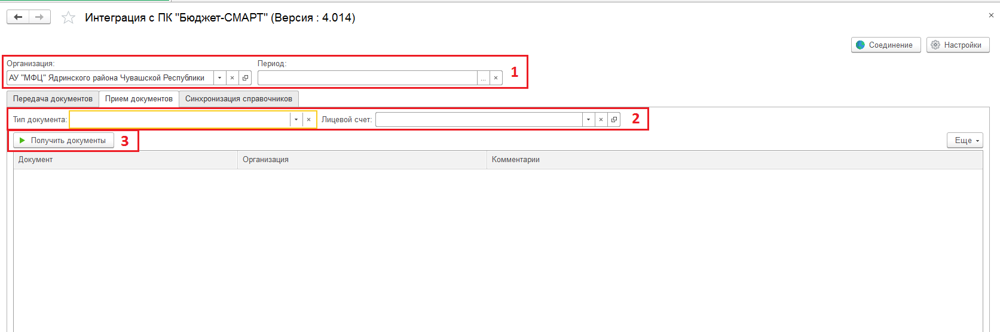 Интеграция с ПК "Бюджет-СМАРТ" (Версия : 4.014)
Соединение Настройки
Организация: Период:
АУ "МФЦ" Ядринского района Чувашской Республики ... 1
Передача документов Прием документов Синхронизация справочников
Тип документа: Лицевой счет: 2
Получить документы 3 Еще
Документ Организация Комментарии